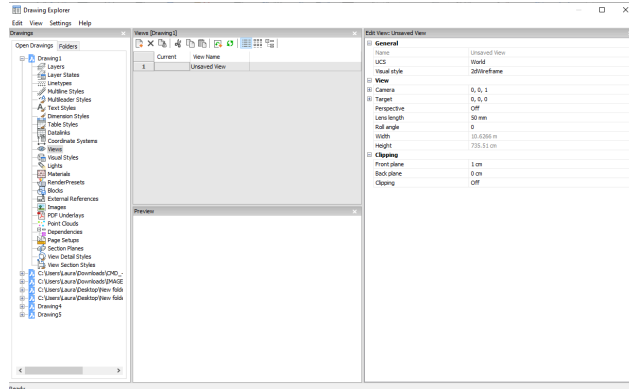 Drawing Explorer
Edit View Settings Help
Drawings
Open Drawings Folders
Drawing1
Layers
Layer States
Linetypes
Multiline Styles
Multileader Styles
Text Styles
Dimension Styles
Table Styles
Datalinks
Coordinate Systems
Views
Visual Styles
Lights
Materials
RenderPresets
Blocks
External References
Images
PDF Underlays
Point Clouds
Dependencies
Page Setups
Section Planes
View Detail Styles
View Section Styles
C:\Users\Laura\Downloads\CMD_-
C:\Users\Laura\Downloads\IMAGE
C:\Users\Laura\Desktop\New folde
C:\Users\Laura\Desktop\New folde
Drawing4
Drawing5
Views [Drawing1]
Current View Name
1 Unsaved View
Preview
Edit View: Unsaved View
General
Name Unsaved View
UCS World
Visual style 2dWireframe
View
Camera 0, 0, 1
Target 0, 0, 0
Perspective Off
Lens length 50 mm
Roll angle 0
Width 10.6266 m
Height 735.51 cm
Clipping
Front plane 1 cm
Back plane 0 cm
Clipping Off
Ready